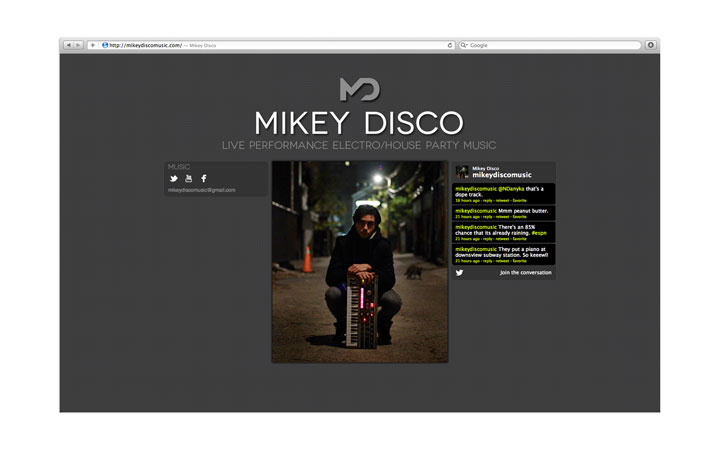 http://mikeydiscomusic.com/ — Mikey Disco
Google
MD
MIKEY DISCO
LIVE PERFORMANCE ELECTRO/HOUSE PARTY MUSIC
MUSIC
You Tube
mikeydiscomusic@gmail.com
Mikey Disco
mikeydiscomusic
mikeydiscomusic @NDanyka that's a
dope track.
18 hours ago · reply · retweet · favorite
mikeydiscomusic Mmm peanut butter.
21 hours ago · reply · retweet · favorite
mikeydiscomusic There's an 85%
chance that its already raining. #espn
21 hours ago · reply · retweet · favorite
mikeydiscomusic They put a piano at
downsview subway station. So keeewl!
21 hours ago · reply · retweet · favorite
Join the conversation